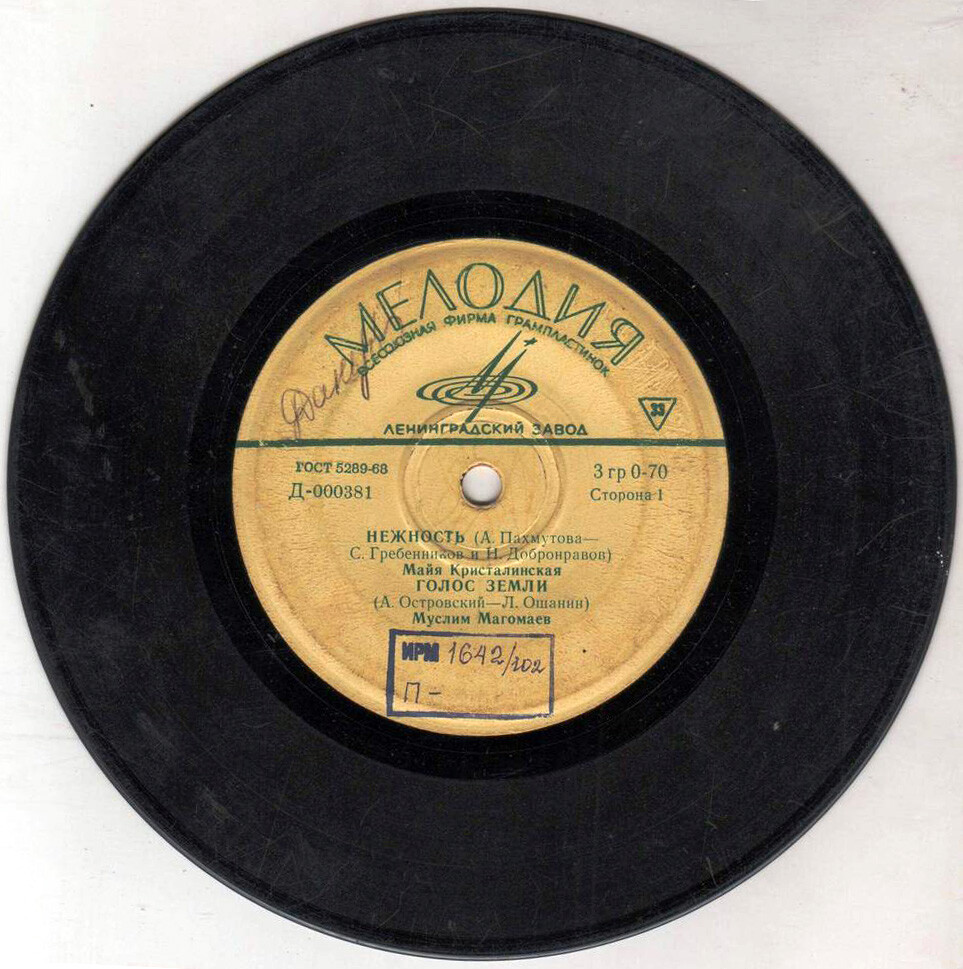 МЕЛОДИЯ
ВСЕСОЮЗНАЯ ФИРМА ГРАМПЛАСТИНОК
ЛЕНИНГРАДСКИЙ ЗАВОД
33
ГОСТ 5289-68
3 гр 0-70
Д-000381
Сторона 1
НЕЖНОСТЬ (А. Пахмутова—
С. Гребенников и Н. Добронравов)
Майя Кристалинская
ГОЛОС ЗЕМЛИ
(А. Островский—Л. Ошанин)
Муслим Магомаев
ИРМ 1642/102
П-